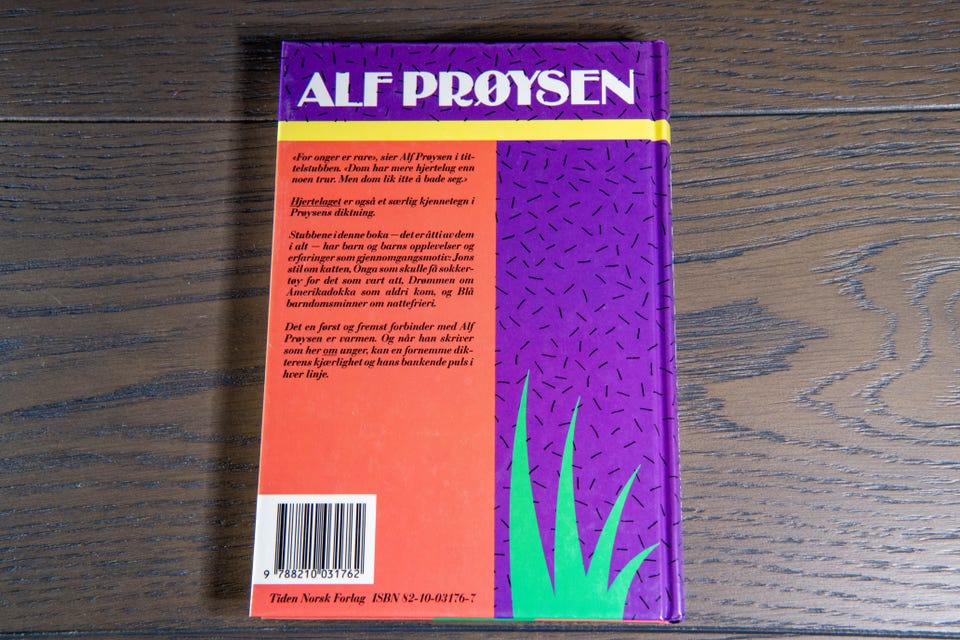 ALF PRØYSEN
«For onger er rare», sier Alf Prøysen i tit-
telstubben. «Dom har mere hjertelag enn
noen trur. Men dom lik itte å bade seg.»
Hjertelaget er også et særlig kjennetegn i
Prøysens diktning.
Stubbene i denne boka — det er åtti av dem
i alt — har barn og barns opplevelser og
erfaringer som gjennomgangsmotiv: Jons
stil om katten, Onga som skulle få sokker-
tøy for det som vart att, Drømmen om
Amerikadokka som aldri kom, og Blå
barndomsminner om nattefrieri.
Det en først og fremst forbinder med Alf
Prøysen er varmen. Og når han skriver
som her om unger, kan en fornemme dik-
terens kjærlighet og hans bankende puls i
hver linje.
9 788210 031762
Tiden Norsk Forlag ISBN 82-10-03176-7